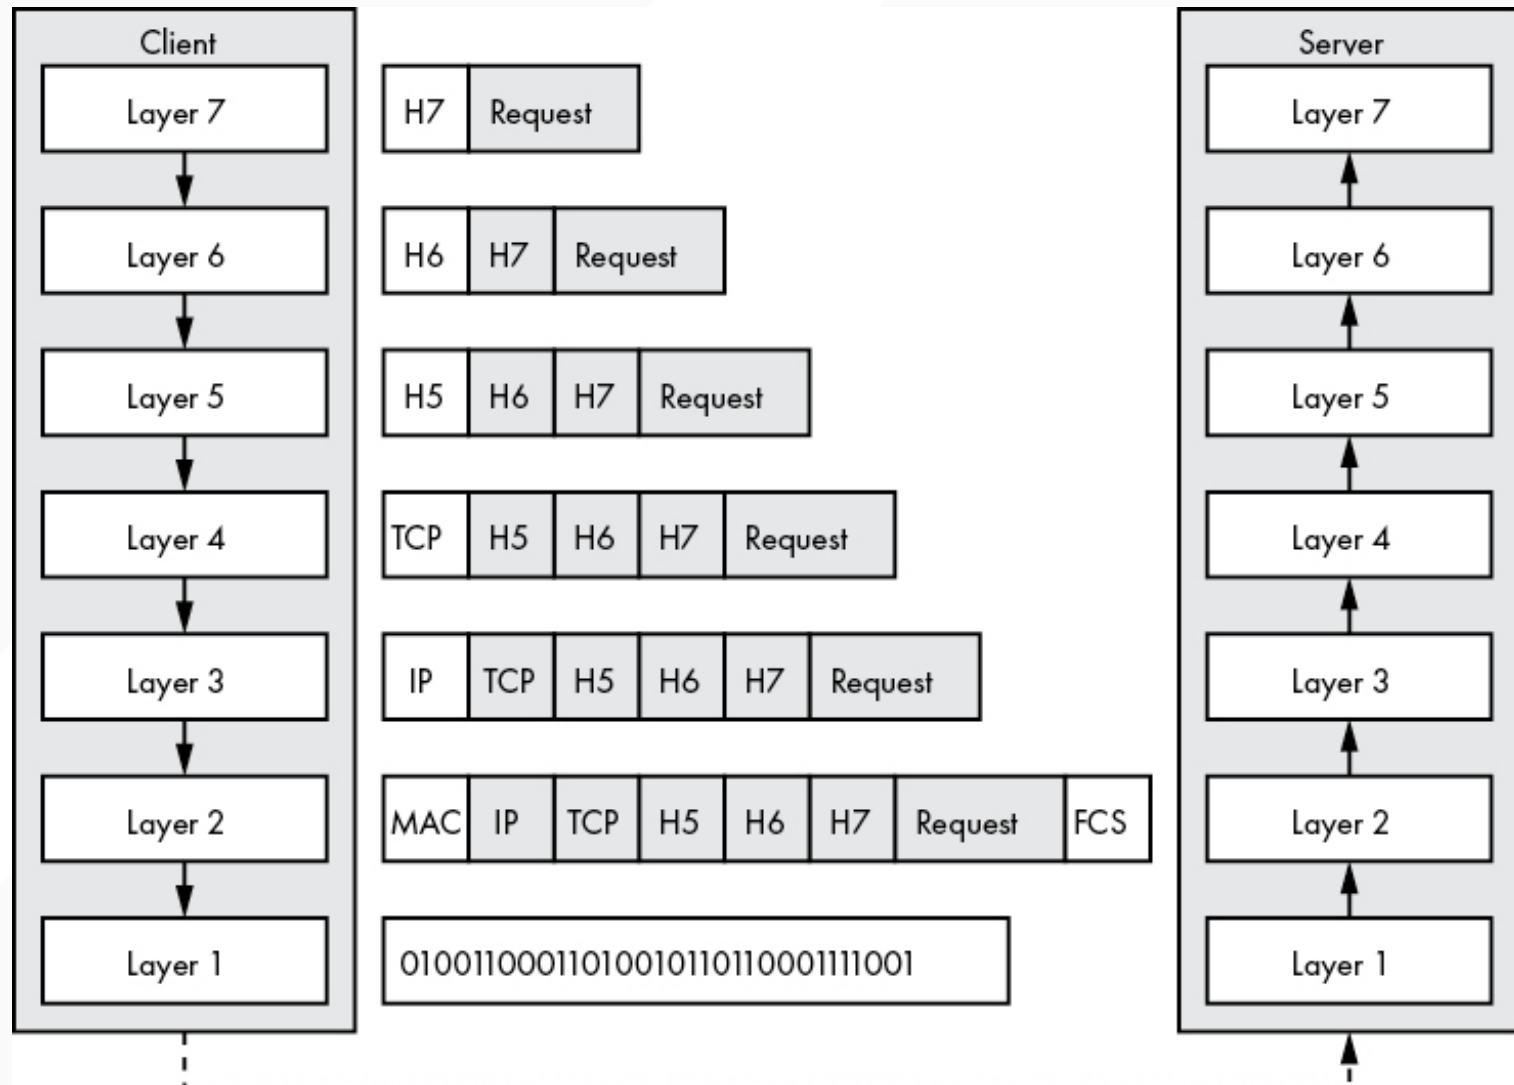 Client
Server
Layer 7
H7 Request
Layer 7
Layer 6
H6 H7 Request
Layer 6
Layer 5
H5 H6 H7 Request
Layer 5
Layer 4
TCP H5 H6 H7 Request
Layer 4
Layer 3
IP TCP H5 H6 H7 Request
Layer 3
Layer 2
MAC IP TCP H5 H6 H7 Request FCS
Layer 2
Layer 1
01001100011010010110110001111001
Layer 1